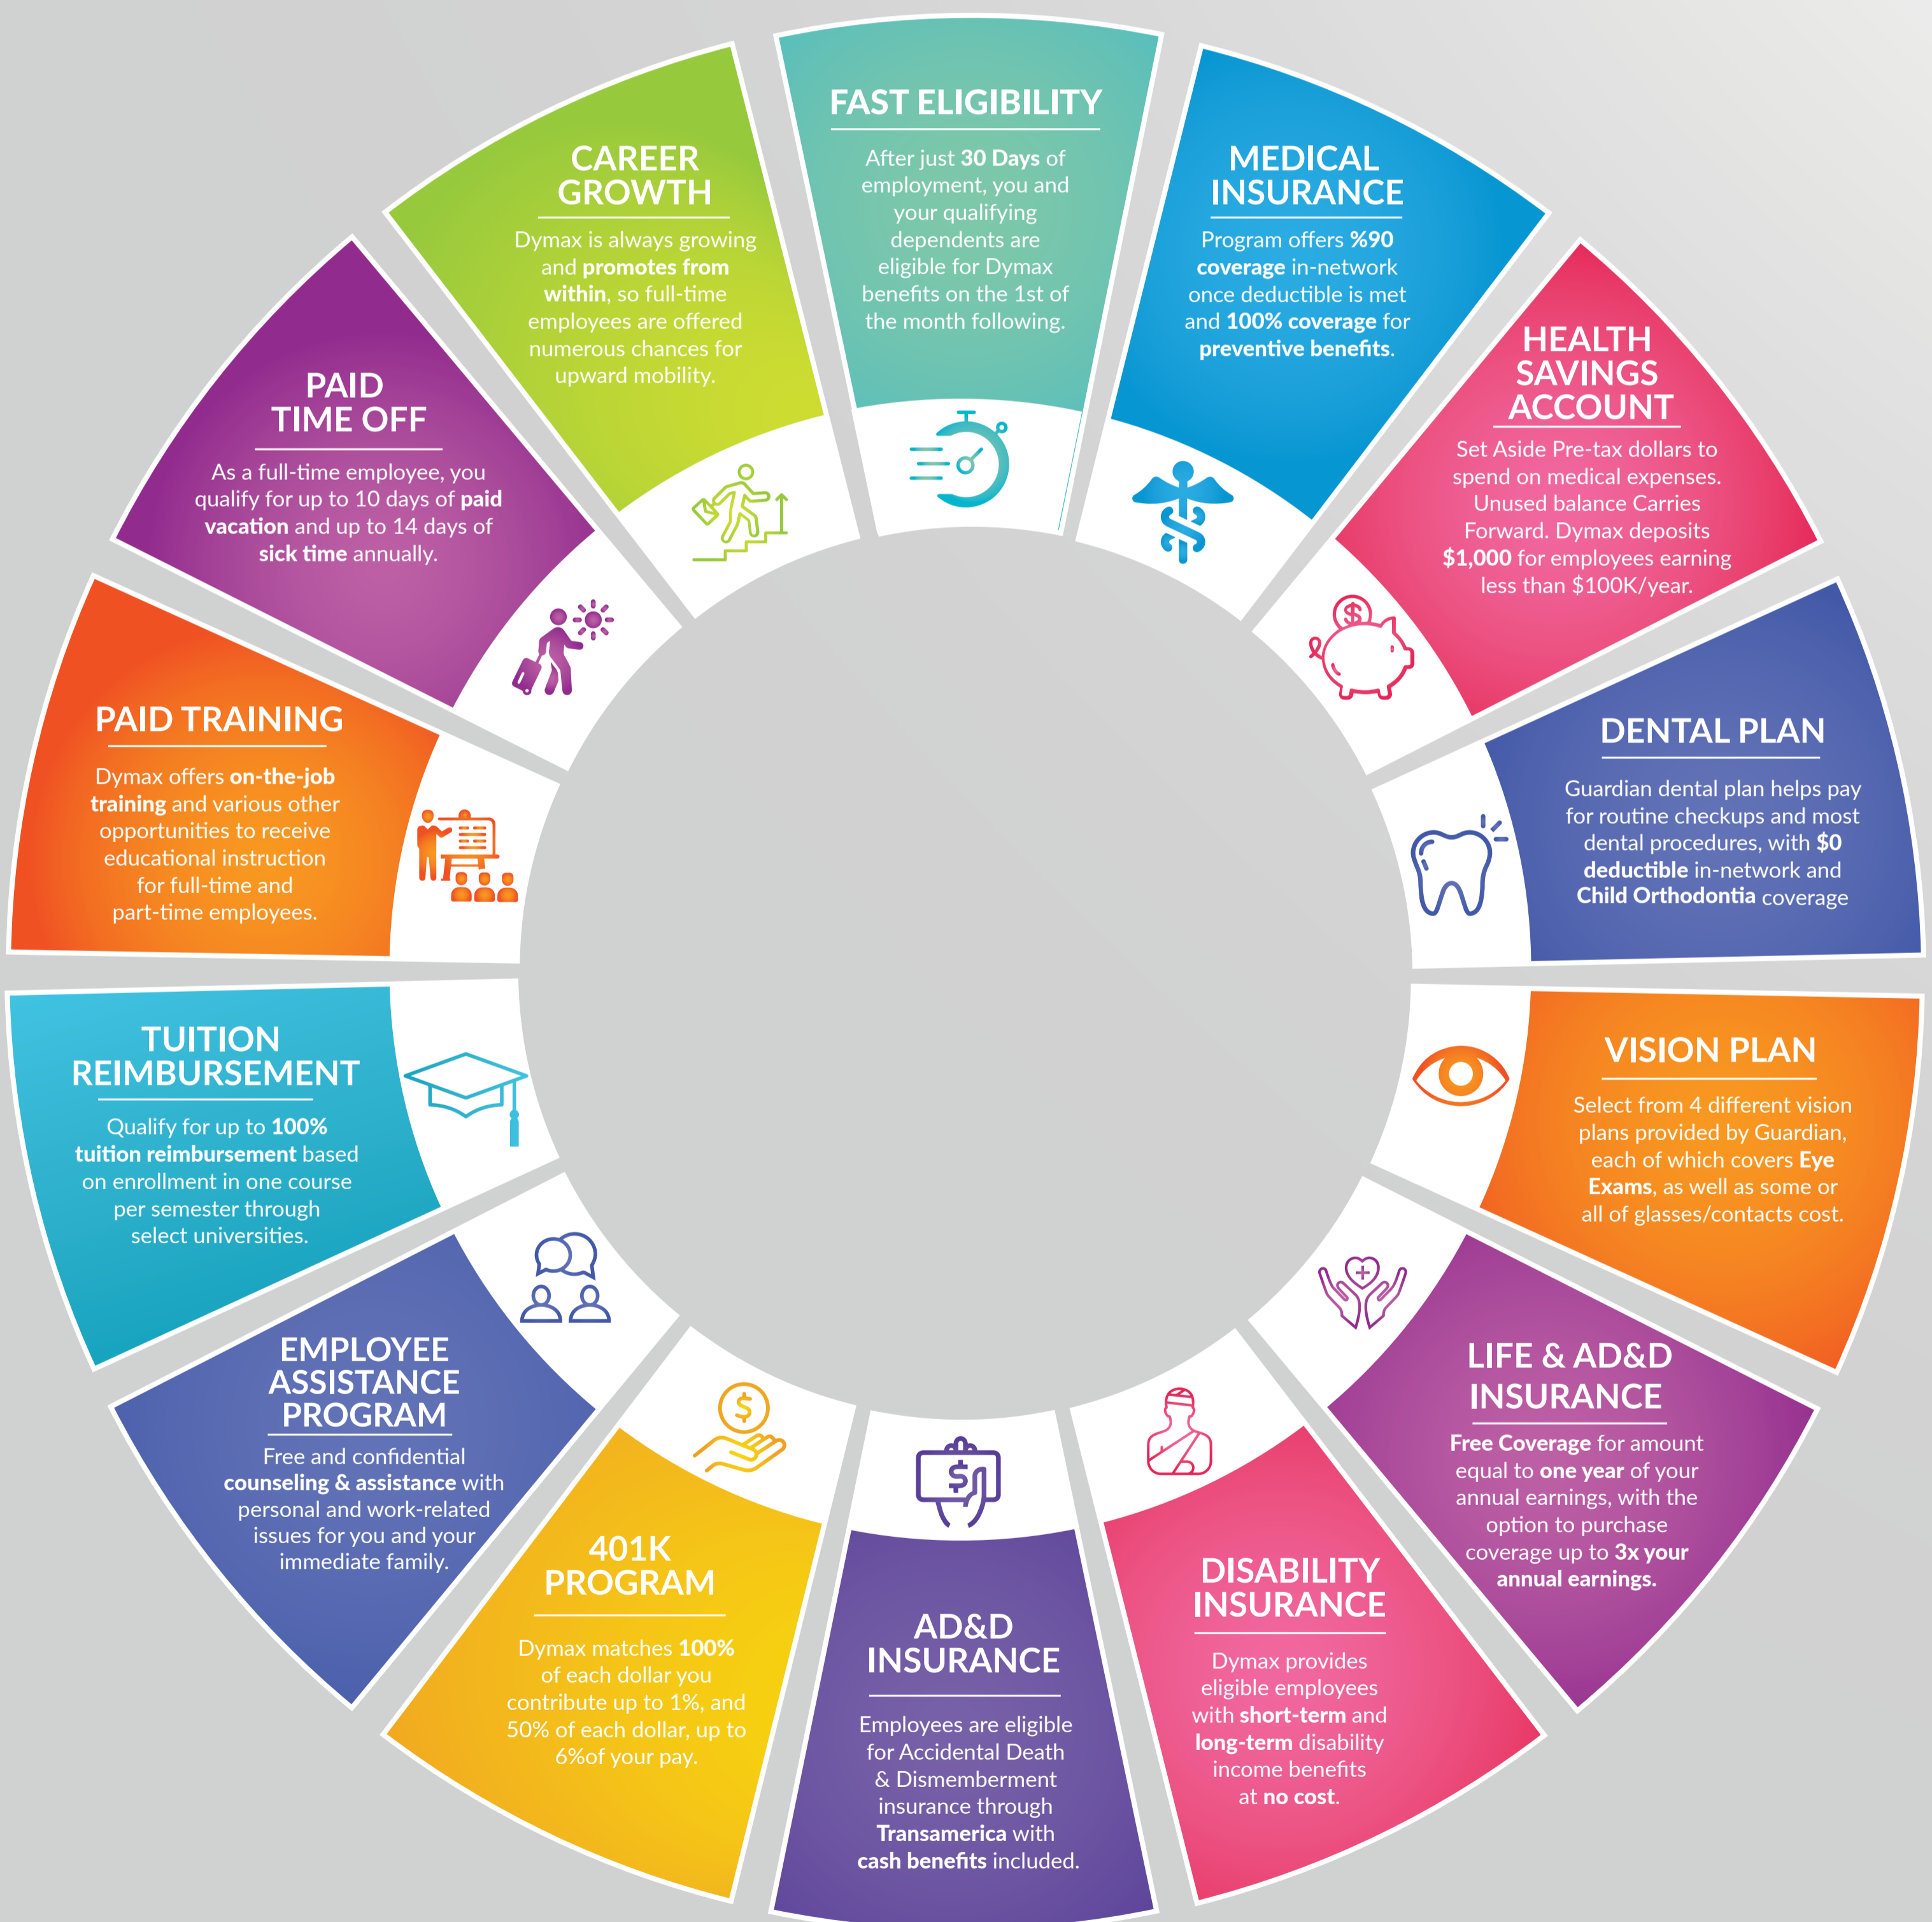 FAST ELIGIBILITY
After just 30 Days of
employment, you and
your qualifying
dependents are
eligible for Dymax
benefits on the 1st of
the month following.
MEDICAL
INSURANCE
Program offers %90
coverage in-network
once deductible is met
and 100% coverage for
preventive benefits.
HEALTH
SAVINGS
ACCOUNT
Set Aside Pre-tax dollars to
spend on medical expenses.
Unused balance Carries
Forward. Dymax deposits
$1,000 for employees earning
less than $100K/year.
$
DENTAL PLAN
Guardian dental plan helps pay
for routine checkups and most
dental procedures, with $0
deductible in-network and
Child Orthodontia coverage
VISION PLAN
Select from 4 different vision
plans provided by Guardian,
each of which covers Eye
Exams, as well as some or
all of glasses/contacts cost.
LIFE & AD&D
INSURANCE
Free Coverage for amount
equal to one year of your
annual earnings, with the
option to purchase
coverage up to 3x your
annual earnings.
DISABILITY
INSURANCE
Dymax provides
eligible employees
with short-term and
long-term disability
income benefits
at no cost.
$
AD&D
INSURANCE
Employees are eligible
for Accidental Death
& Dismemberment
insurance through
Transamerica with
cash benefits included.
$
401K
PROGRAM
Dymax matches 100%
of each dollar you
contribute up to 1%, and
50% of each dollar, up to
6%of your pay.
EMPLOYEE
ASSISTANCE
PROGRAM
Free and confidential
counseling & assistance with
personal and work-related
issues for you and your
immediate family.
TUITION
REIMBURSEMENT
Qualify for up to 100%
tuition reimbursement based
on enrollment in one course
per semester through
select universities.
PAID TRAINING
Dymax offers on-the-job
training and various other
opportunities to receive
educational instruction
for full-time and
part-time employees.
PAID
TIME OFF
As a full-time employee, you
qualify for up to 10 days of paid
vacation and up to 14 days of
sick time annually.
CAREER
GROWTH
Dymax is always growing
and promotes from
within, so full-time
employees are offered
numerous chances for
upward mobility.